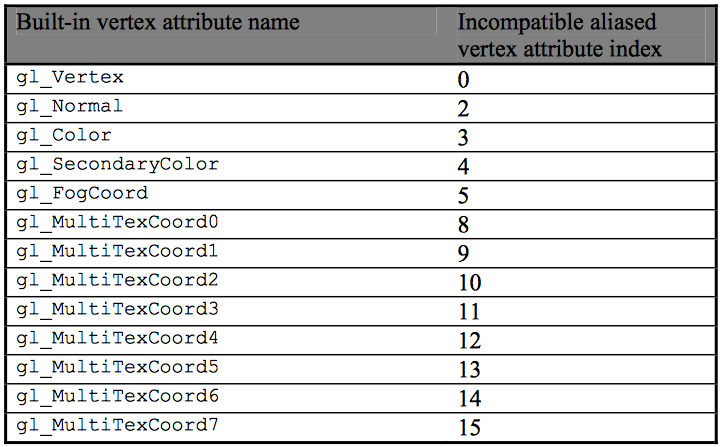 Built-in vertex attribute name Incompatible aliased
vertex attribute index
gl_Vertex 0
gl_Normal 2
gl_Color 3
gl_SecondaryColor 4
gl_FogCoord 5
gl_MultiTexCoord0 8
gl_MultiTexCoord1 9
gl_MultiTexCoord2 10
gl_MultiTexCoord3 11
gl_MultiTexCoord4 12
gl_MultiTexCoord5 13
gl_MultiTexCoord6 14
gl_MultiTexCoord7 15